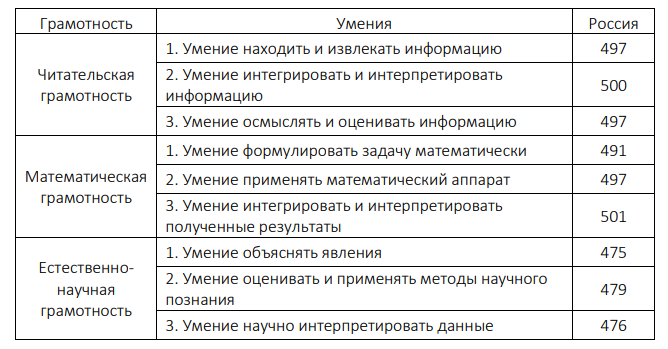 Грамотность Умения Россия
Читательская
грамотность
1. Умение находить и извлекать информацию 497
2. Умение интегрировать и интерпретировать
информацию
500
3. Умение осмыслять и оценивать информацию 497
Математическая
грамотность
1. Умение формулировать задачу математически 491
2. Умение применять математический аппарат 497
3. Умение интегрировать и интерпретировать
полученные результаты
501
Естественно-
научная
грамотность
1. Умение объяснять явления 475
2. Умение оценивать и применять методы научного
познания
479
3. Умение научно интерпретировать данные 476